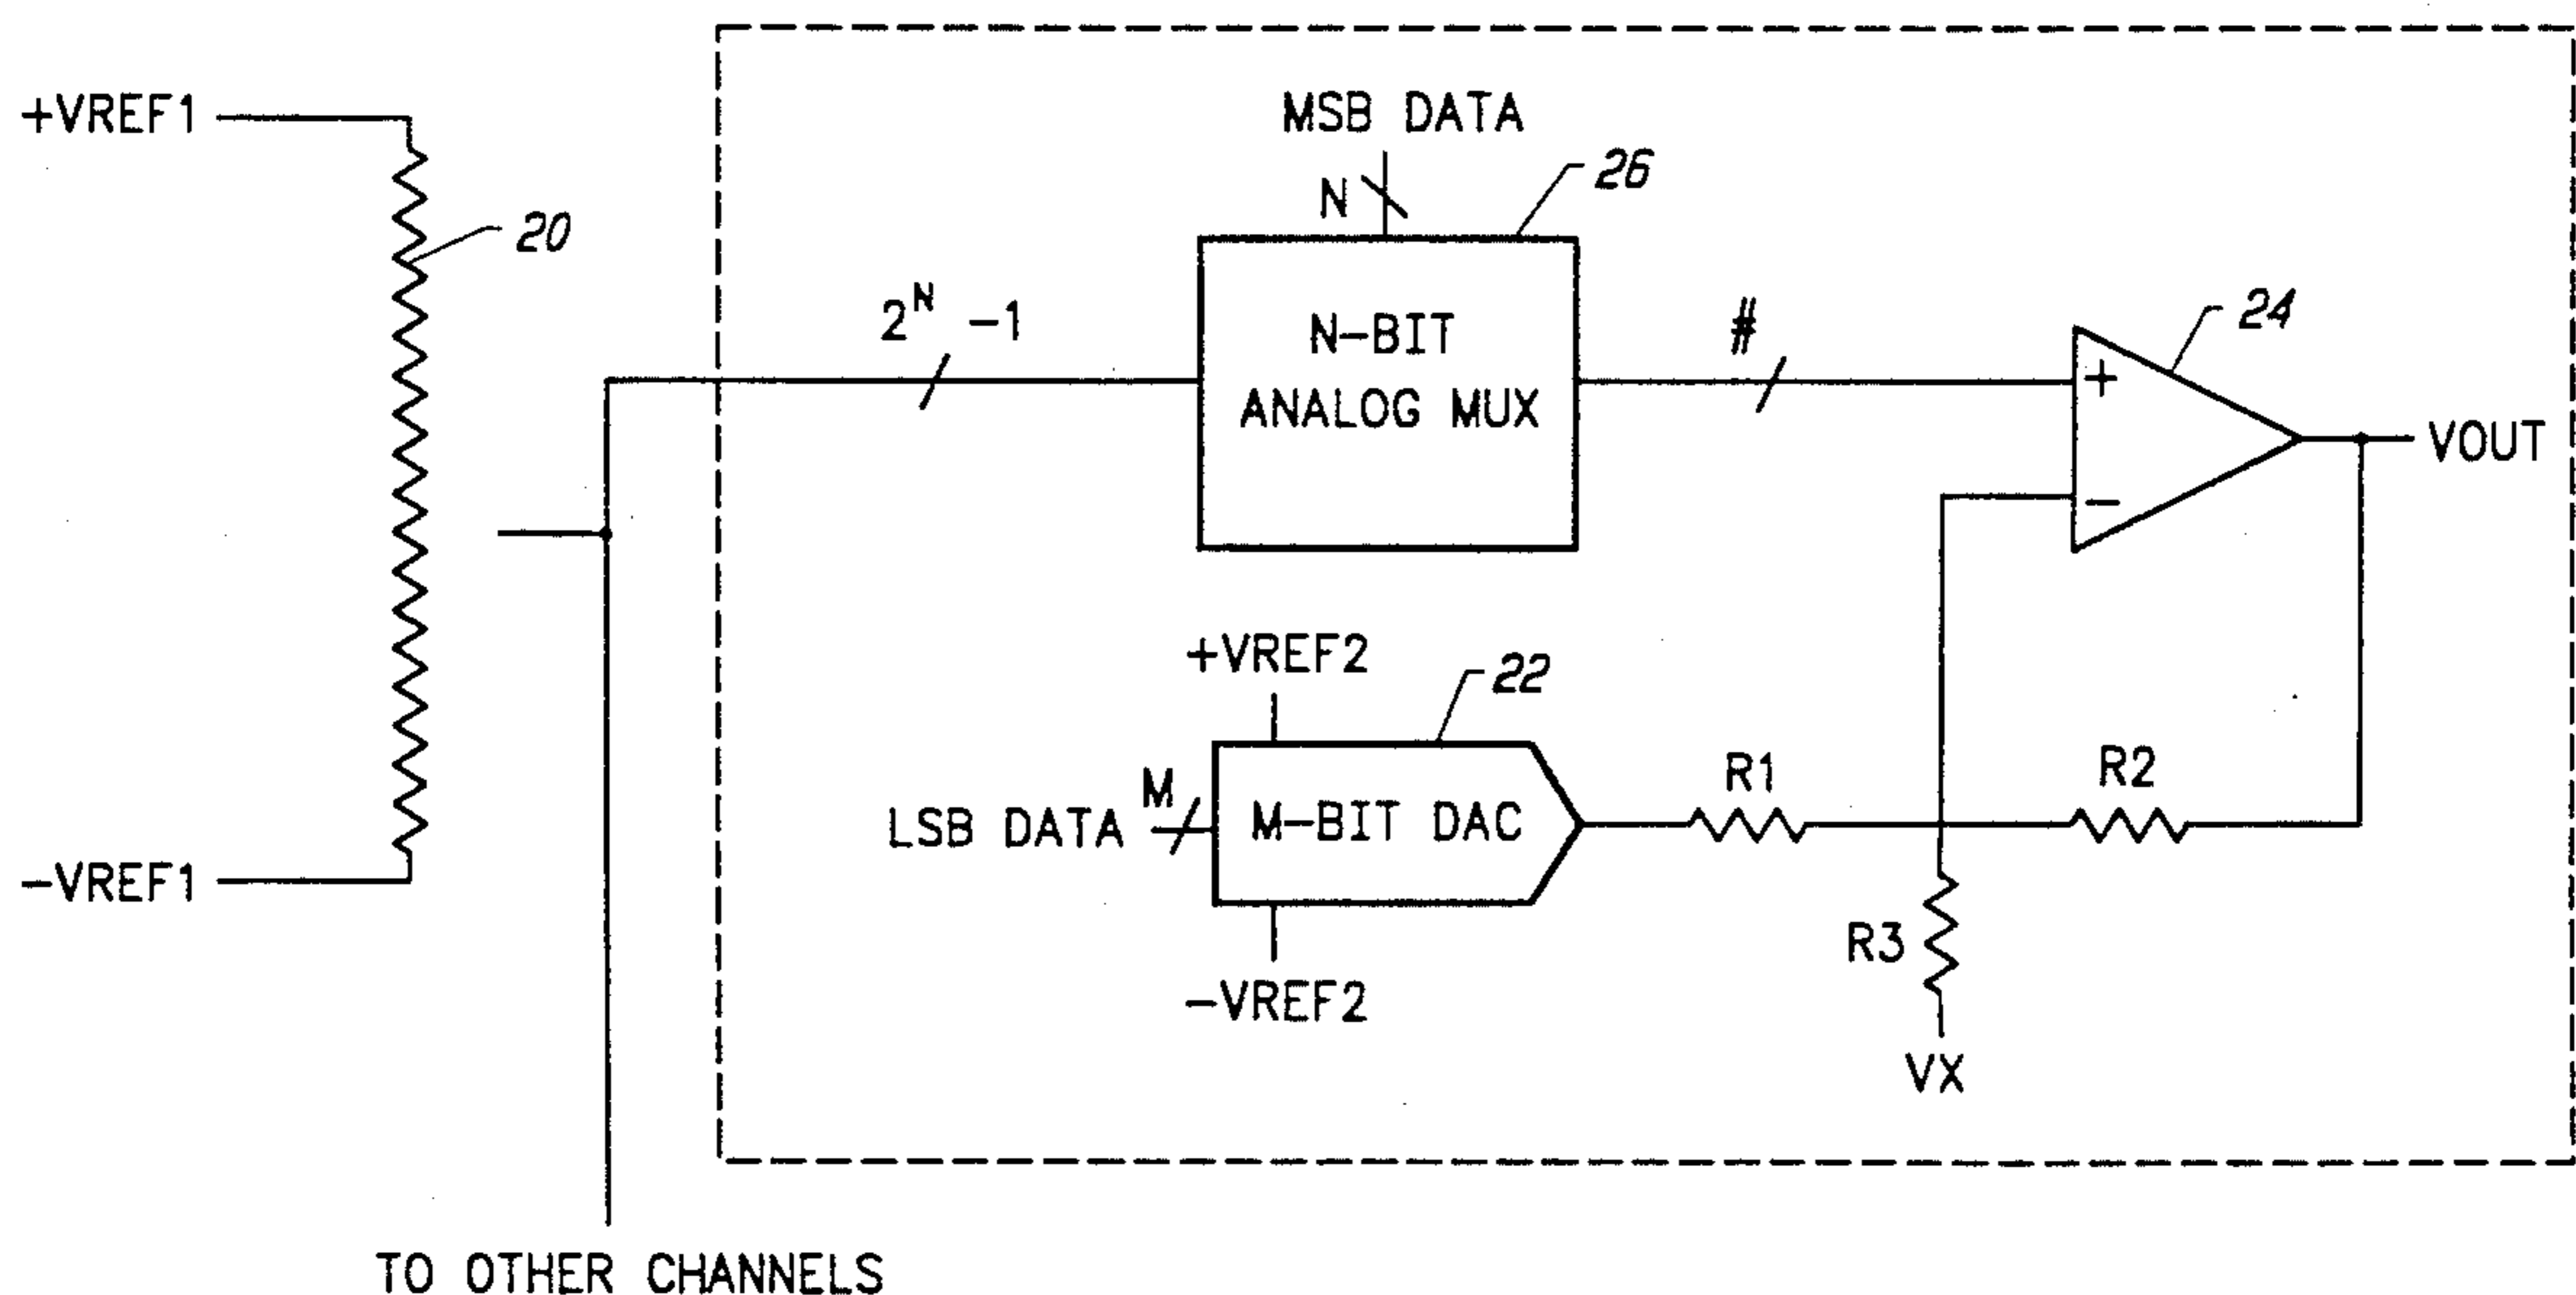 +VREF1
20
-VREF1
TO OTHER CHANNELS
MSB DATA
N
26
2^N -1
N-BIT
ANALOG MUX
#
24
+
-
VOUT
+VREF2
22
LSB DATA
M
M-BIT DAC
-VREF2
R1
R2
R3
VX